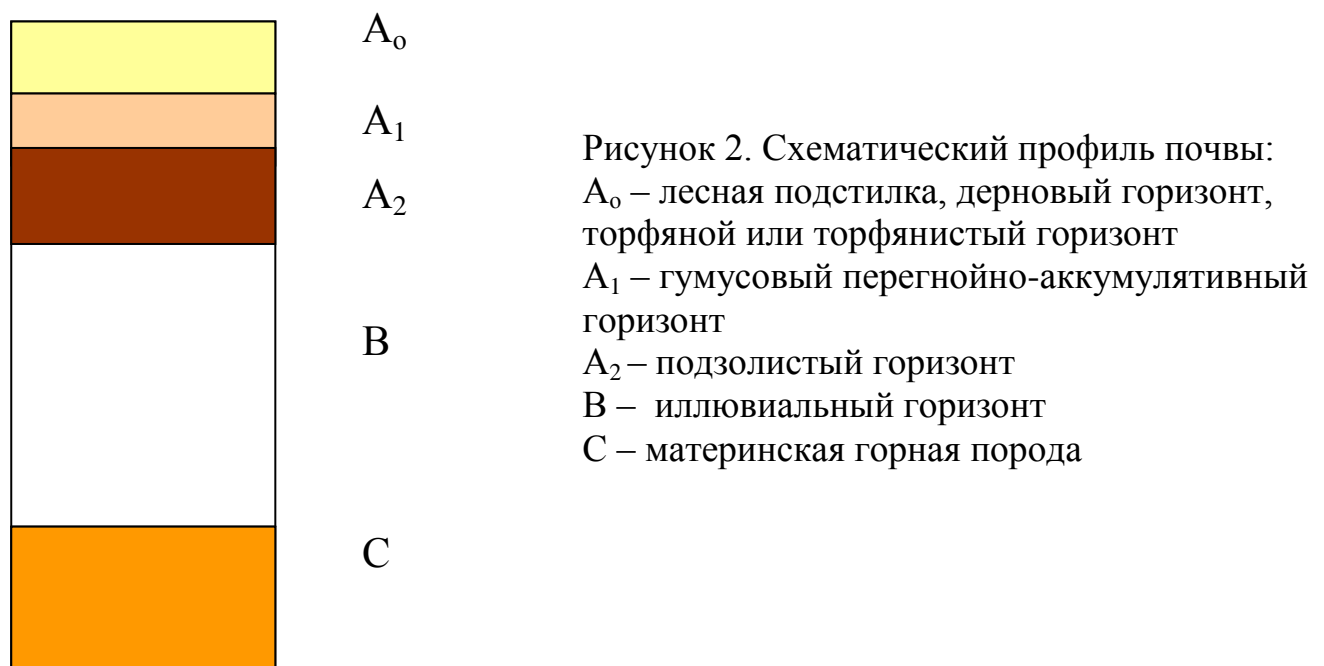 Aₒ
A₁
A₂
B
C
Рисунок 2. Схематический профиль почвы:
Aₒ – лесная подстилка, дерновый горизонт,
торфяной или торфянистый горизонт
A₁ – гумусовый перегнойно-аккумулятивный
горизонт
A₂ – подзолистый горизонт
B – иллювиальный горизонт
C – материнская горная порода